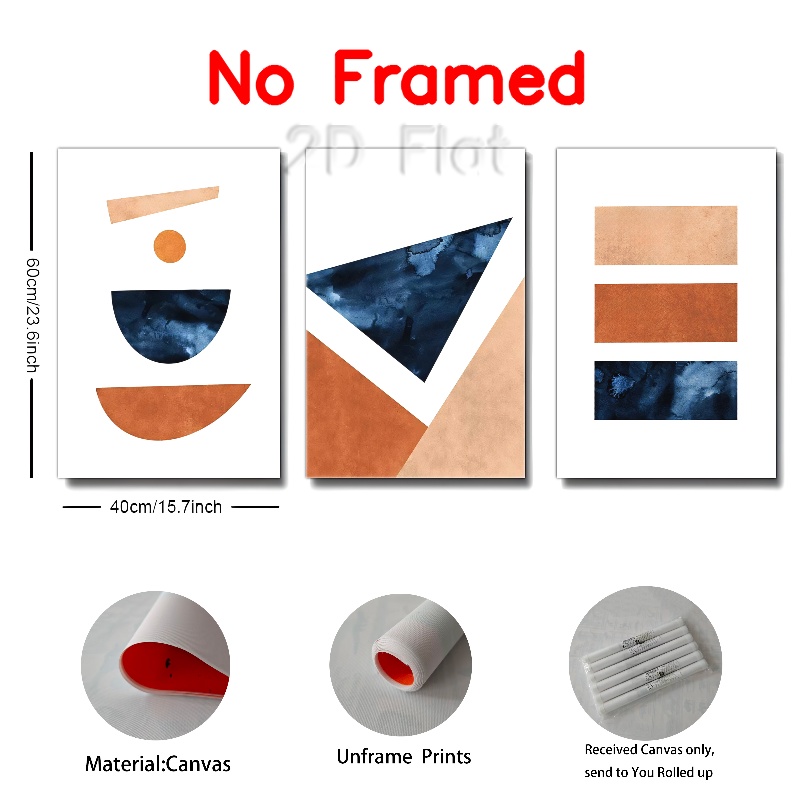 No Framed
2D Flat
60cm/23.6inch
40cm/15.7inch
Material:Canvas
Unframe Prints
Received Canvas only,
send to You Rolled up